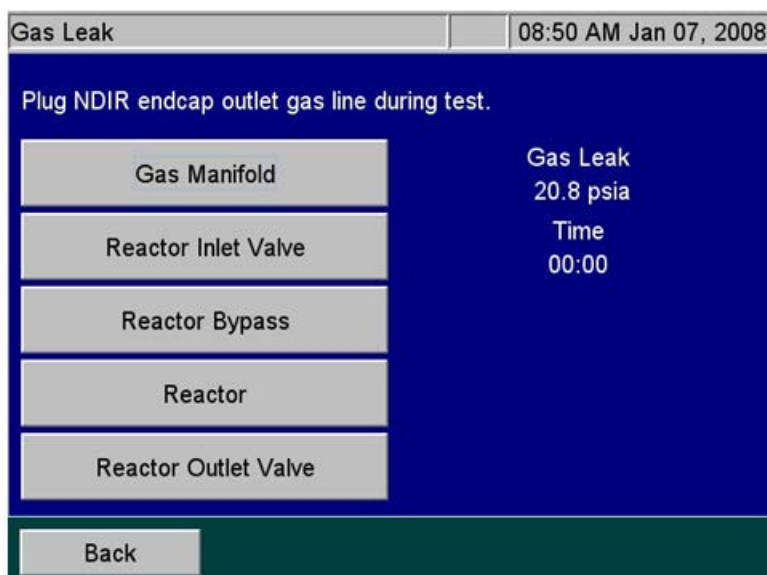 Gas Leak
08:50 AM Jan 07, 2008
Plug NDIR endcap outlet gas line during test.
Gas Manifold
Reactor Inlet Valve
Reactor Bypass
Reactor
Reactor Outlet Valve
Gas Leak
20.8 psia
Time
00:00
Back